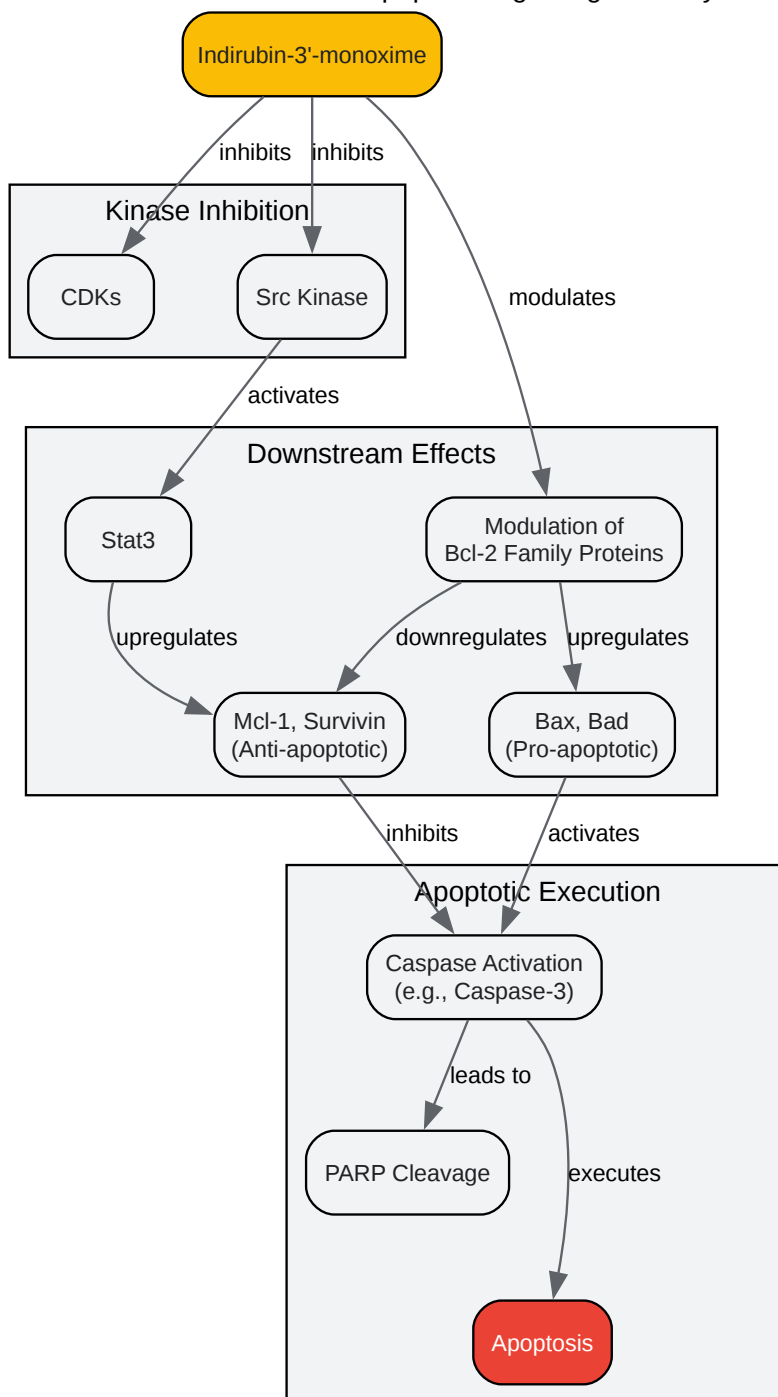 Indirubin-3'-monoxime
inhibits
inhibits
Kinase Inhibition
CDKs
Src Kinase
modulates
activates
Downstream Effects
Stat3
Modulation of
Bcl-2 Family Proteins
upregulates
downregulates
upregulates
Mcl-1, Survivin
(Anti-apoptotic)
Bax, Bad
(Pro-apoptotic)
inhibits
activates
Apoptotic Execution
Caspase Activation
(e.g., Caspase-3)
leads to
PARP Cleavage
executes
Apoptosis